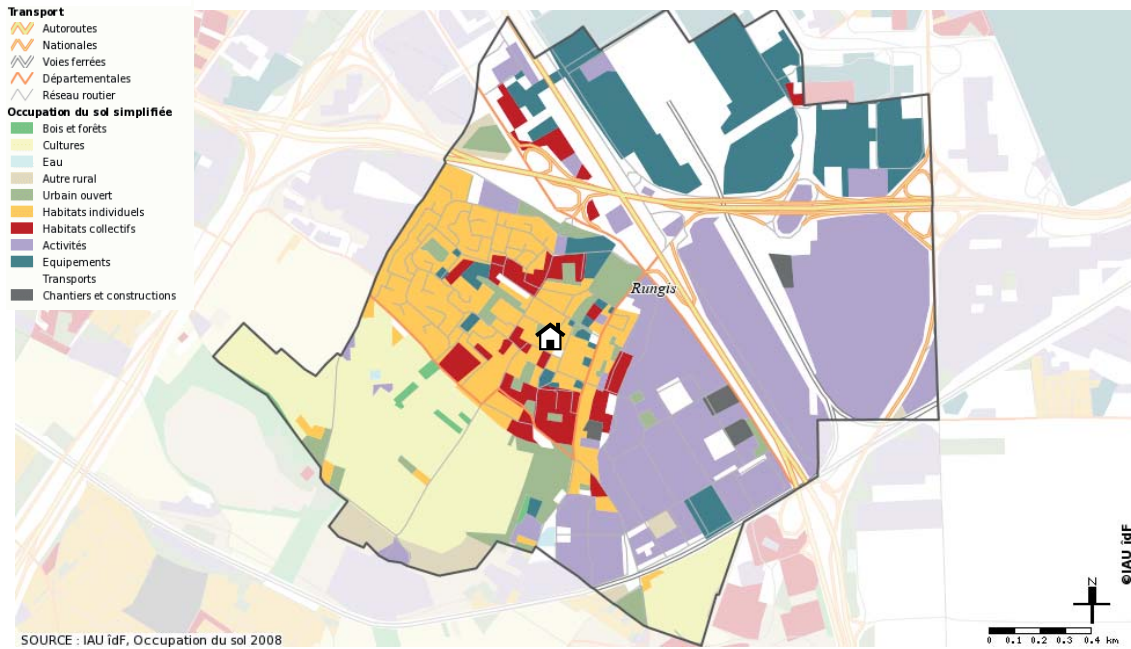 Transport
Autoroutes
Nationales
Voies ferrées
Départementales
Réseau routier
Occupation du sol simplifiée
Bois et forêts
Cultures
Eau
Autre rural
Urbain ouvert
Habitats individuels
Habitats collectifs
Activités
Equipements
Transports
Chantiers et constructions
Rungis
©IAU îdF
N
0 0.1 0.2 0.3 0.4 km
SOURCE : IAU îdF, Occupation du sol 2008